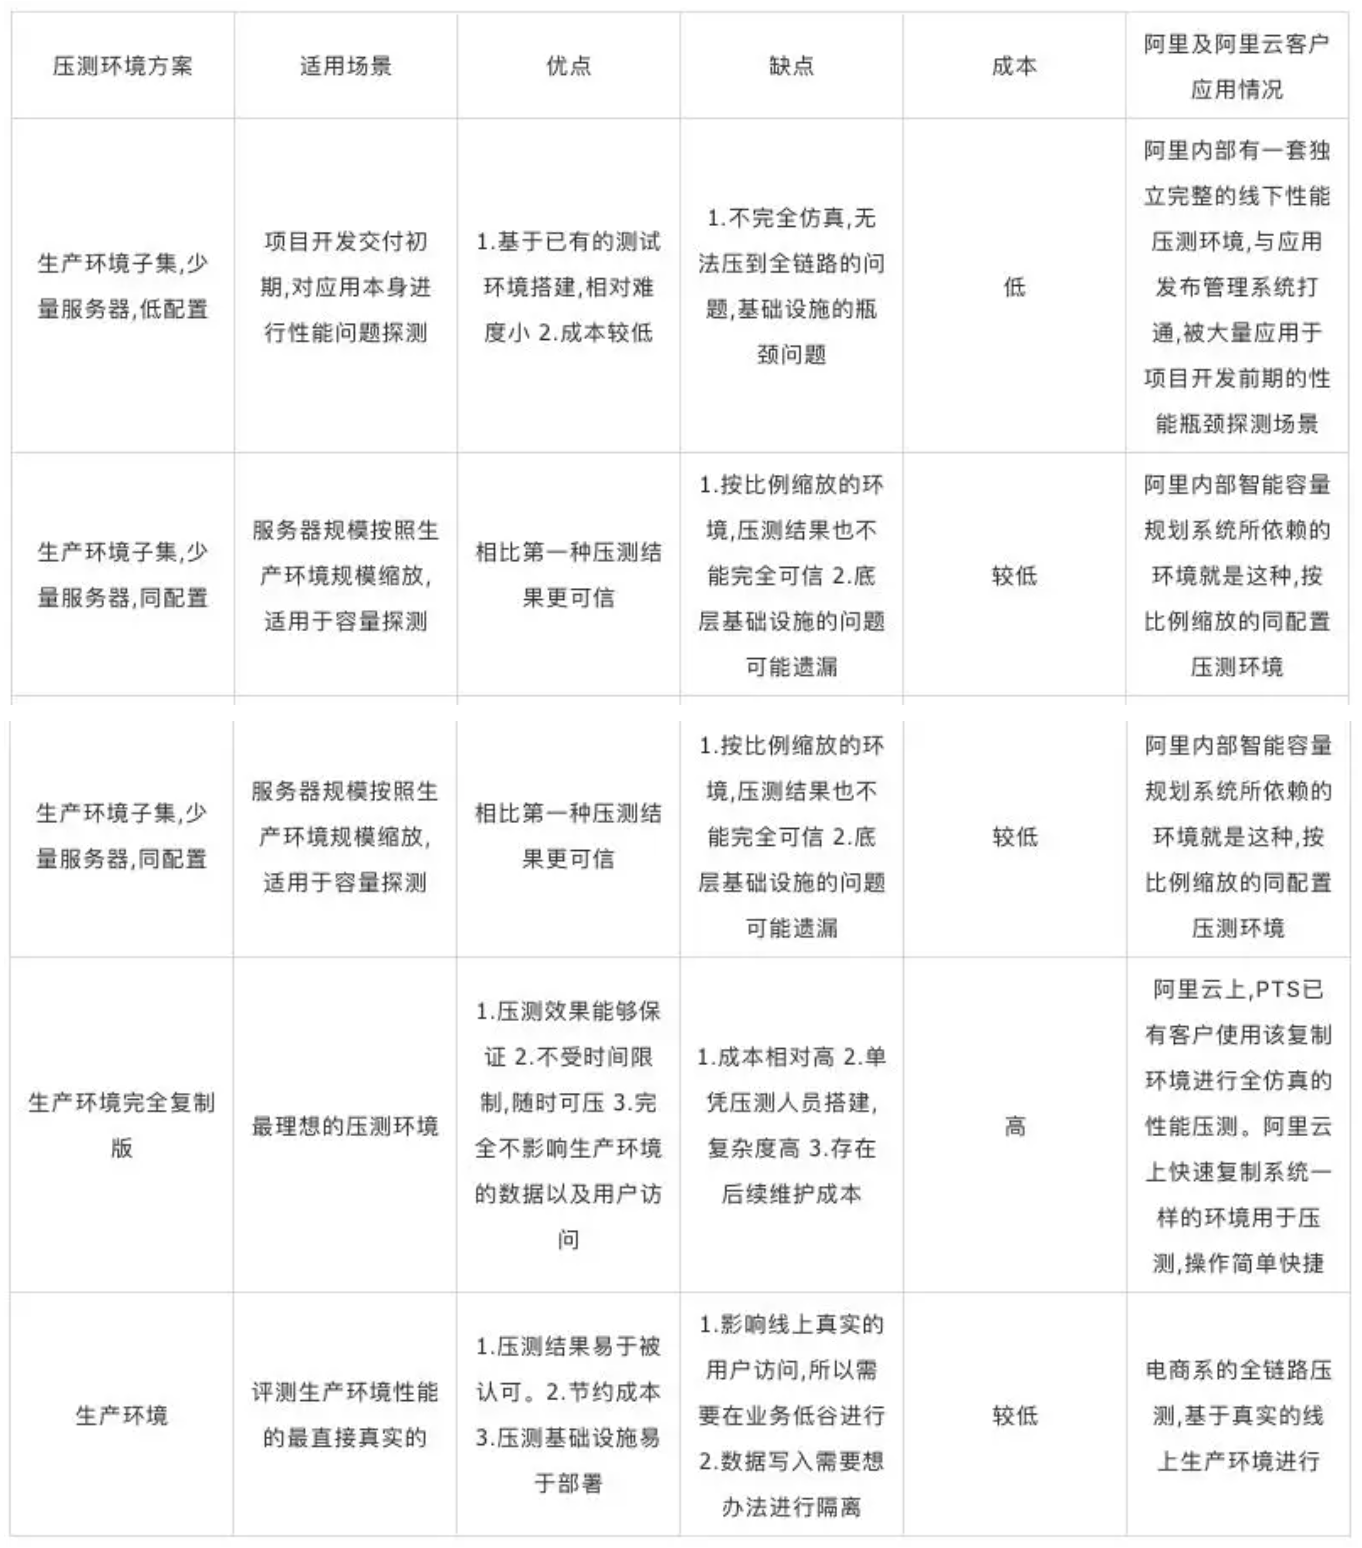 压测环境方案
适用场景
优点
缺点
成本
阿里及阿里云客户
应用情况
生产环境子集,少
量服务器,低配置
项目开发交付初
期,对应用本身进
行性能问题探测
1.基于已有的测试
环境搭建,相对难
度小 2.成本较低
1.不完全仿真,无
法压到全链路的问
题,基础设施的瓶
颈问题
低
阿里内部有一套独
立完整的线下性能
压测环境,与应用
发布管理系统打
通,被大量应用于
项目开发前期的性
能瓶颈探测场景
生产环境子集,少
量服务器,同配置
服务器规模按照生
产环境规模缩放,
适用于容量探测
相比第一种压测结
果更可信
1.按比例缩放的环
境,压测结果也不
能完全可信 2.底
层基础设施的问题
可能遗漏
较低
阿里内部智能容量
规划系统所依赖的
环境就是这种,按
比例缩放的同配置
压测环境
生产环境子集,少
量服务器,同配置
服务器规模按照生
产环境规模缩放,
适用于容量探测
相比第一种压测结
果更可信
1.按比例缩放的环
境,压测结果也不
能完全可信 2.底
层基础设施的问题
可能遗漏
较低
阿里内部智能容量
规划系统所依赖的
环境就是这种,按
比例缩放的同配置
压测环境
生产环境完全复制
版
最理想的压测环境
1.压测效果能够保
证 2.不受时间限
制,随时可压 3.完
全不影响生产环境
的数据以及用户访
问
1.成本相对高 2.单
凭压测人员搭建,
复杂度高 3.存在
后续维护成本
高
阿里云上,PTS已
有客户使用该复制
环境进行全仿真的
性能压测。阿里云
上快速复制系统一
样的环境用于压
测,操作简单快捷
生产环境
评测生产环境性能
的最直接真实的
1.压测结果易于被
认可。2.节约成本
3.压测基础设施易
于部署
1.影响线上真实的
用户访问,所以需
要在业务低谷进行
2.数据写入需要想
办法进行隔离
较低
电商系的全链路压
测,基于真实的线
上生产环境进行